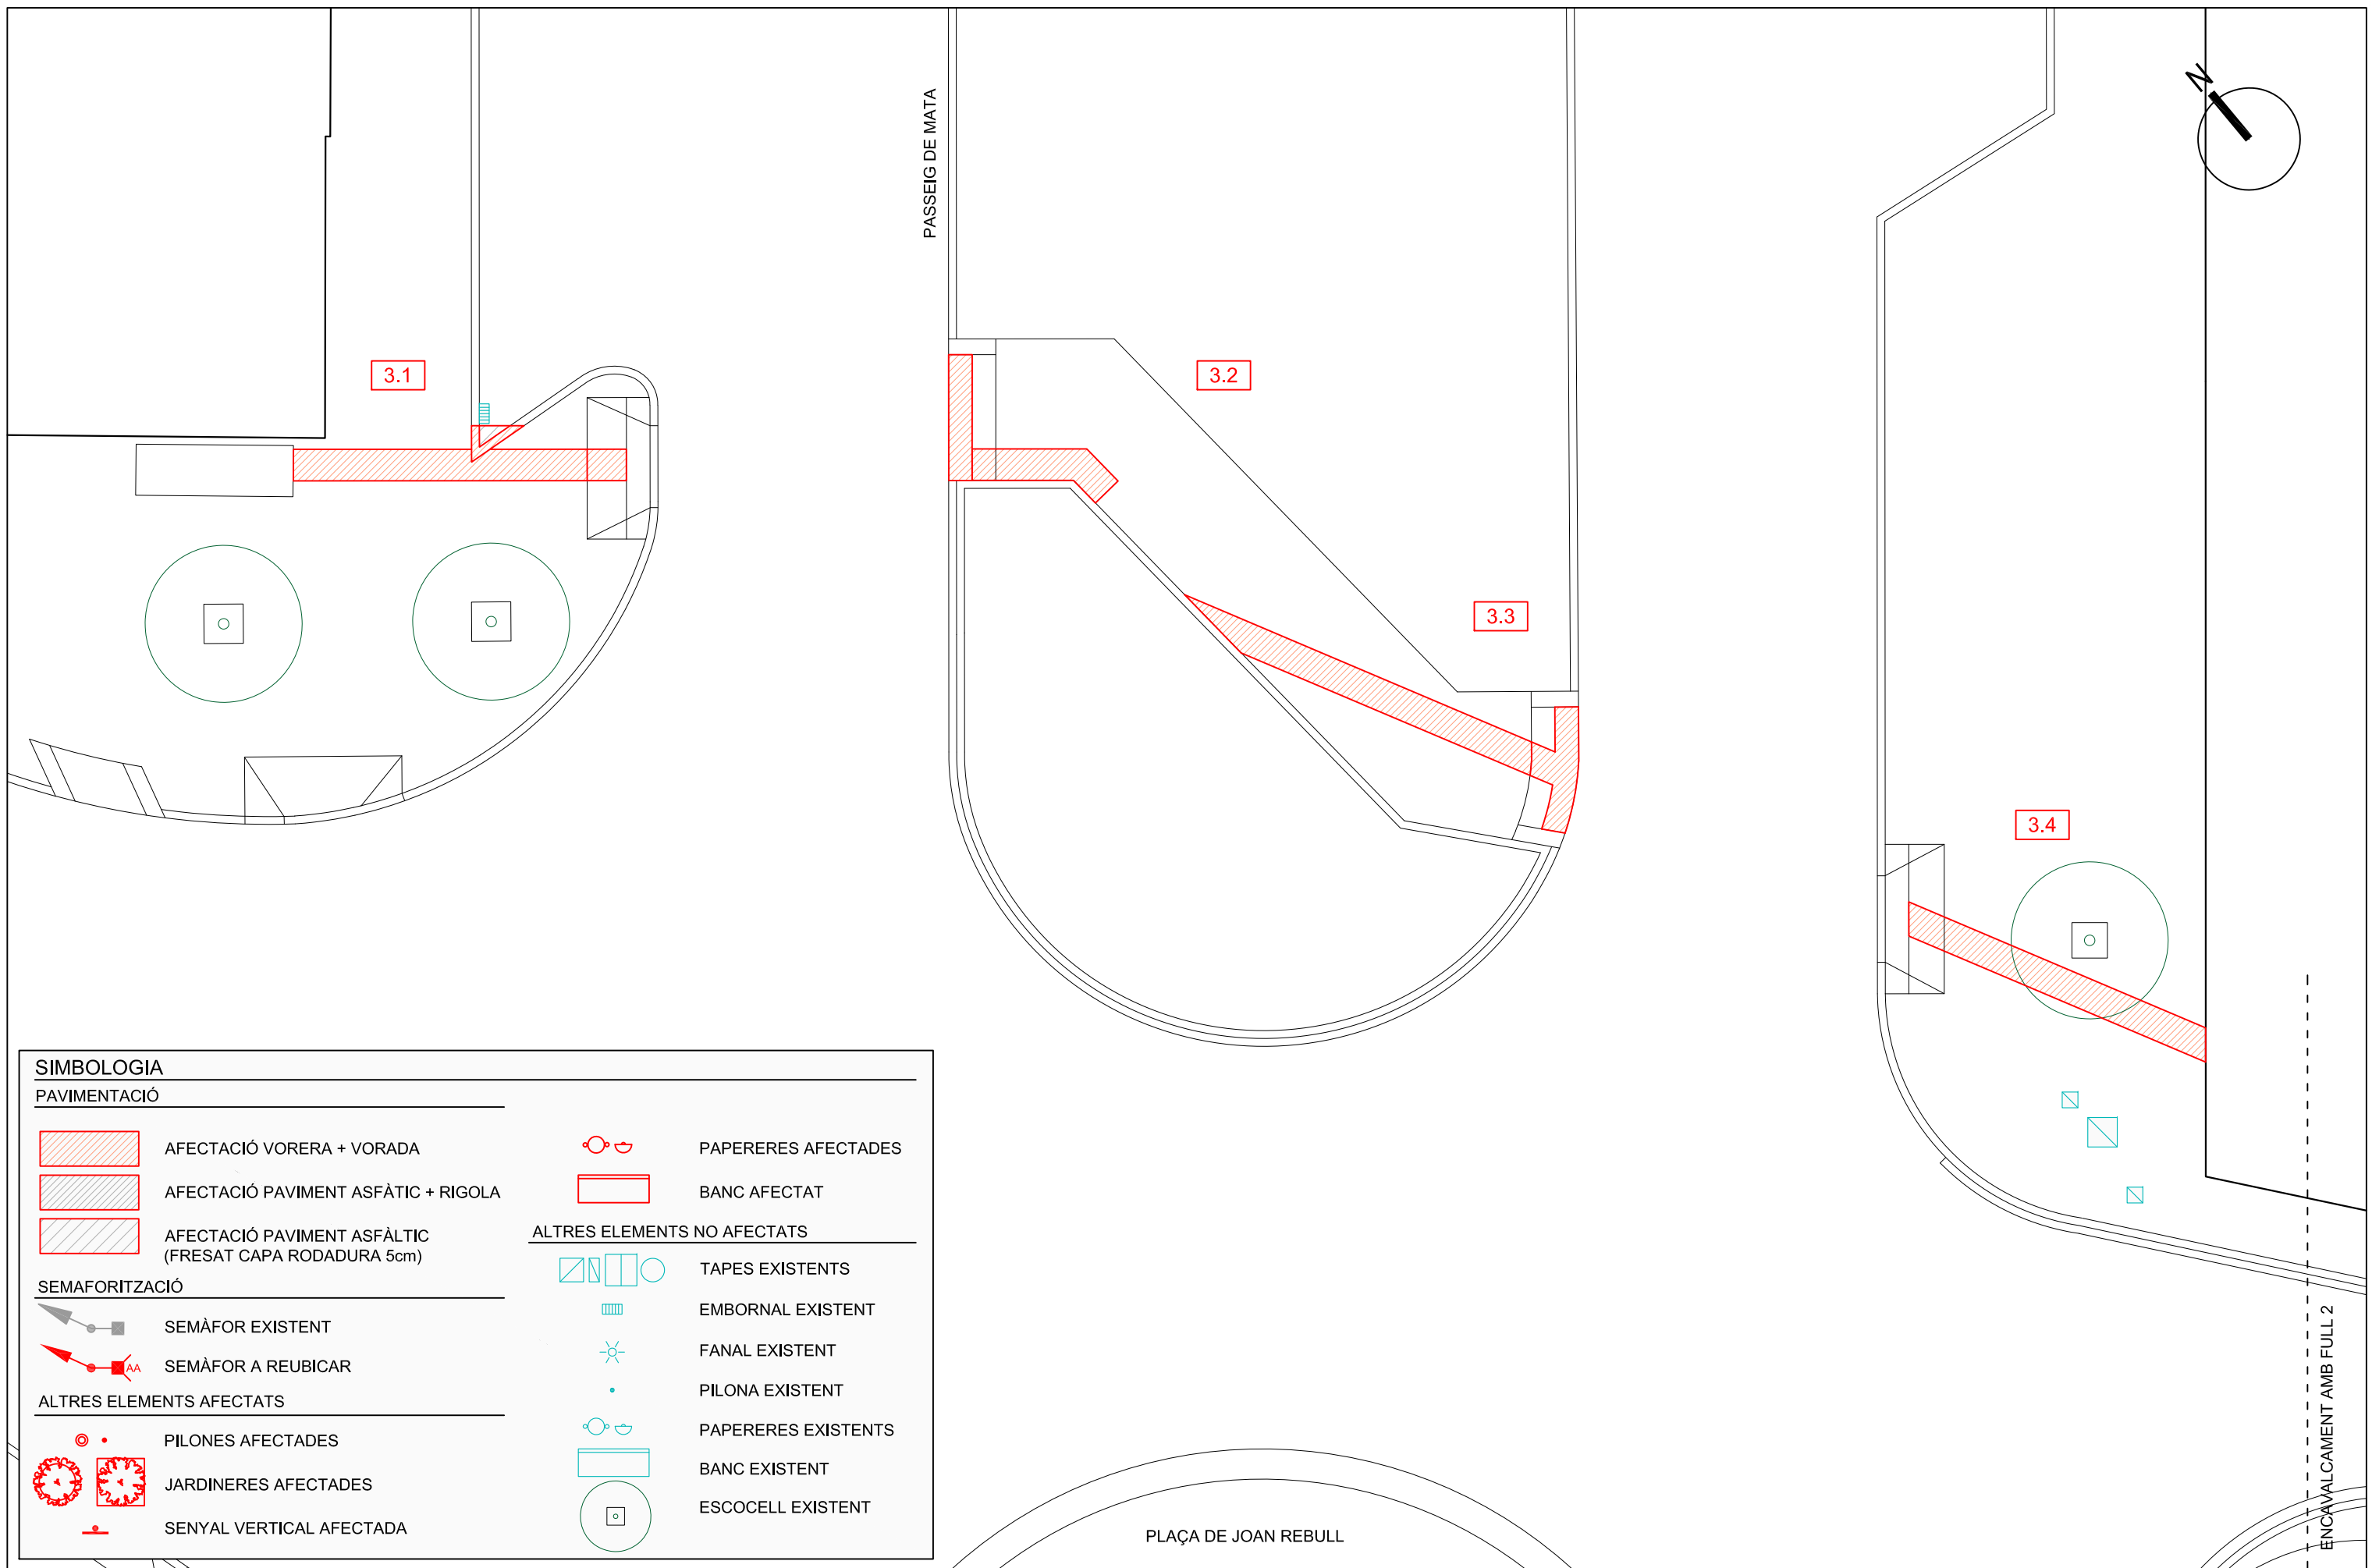 N
PASSEIG DE MATA
3.1
3.2
3.3
3.4
SIMBOLOGIA
PAVIMENTACIÓ
AFECTACIÓ VORERA + VORADA
AFECTACIÓ PAVIMENT ASFÀTIC + RIGOLA
AFECTACIÓ PAVIMENT ASFÀLTIC
(FRESAT CAPA RODADURA 5cm)
SEMAFORITZACIÓ
SEMÀFOR EXISTENT
AA
SEMÀFOR A REUBICAR
ALTRES ELEMENTS AFECTATS
PILONES AFECTADES
JARDINERES AFECTADES
SENYAL VERTICAL AFECTADA
PAPERERES AFECTADES
BANC AFECTAT
ALTRES ELEMENTS NO AFECTATS
TAPES EXISTENTS
EMBORNAL EXISTENT
FANAL EXISTENT
PILONA EXISTENT
PAPERERES EXISTENTS
BANC EXISTENT
ESCOCELL EXISTENT
PLAÇA DE JOAN REBULL
ENCAVALCAMENT AMB FULL 2